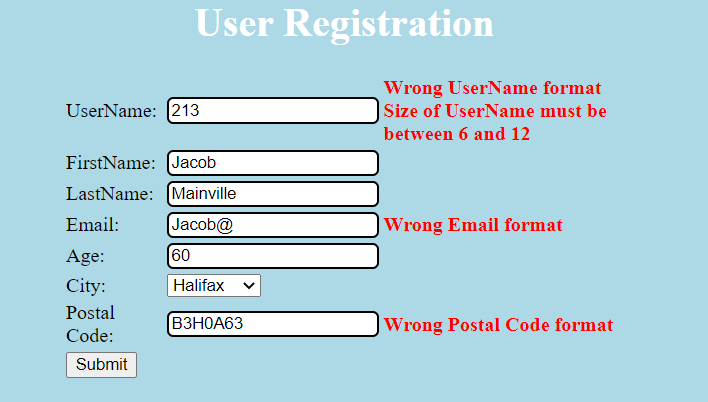 User Registration
Wrong UserName format
UserName: 213 Size of UserName must be
between 6 and 12
FirstName: Jacob
LastName: Mainville
Email: Jacob@ Wrong Email format
Age: 60
City: Halifax
Postal
Code: B3H0A63 Wrong Postal Code format
Submit